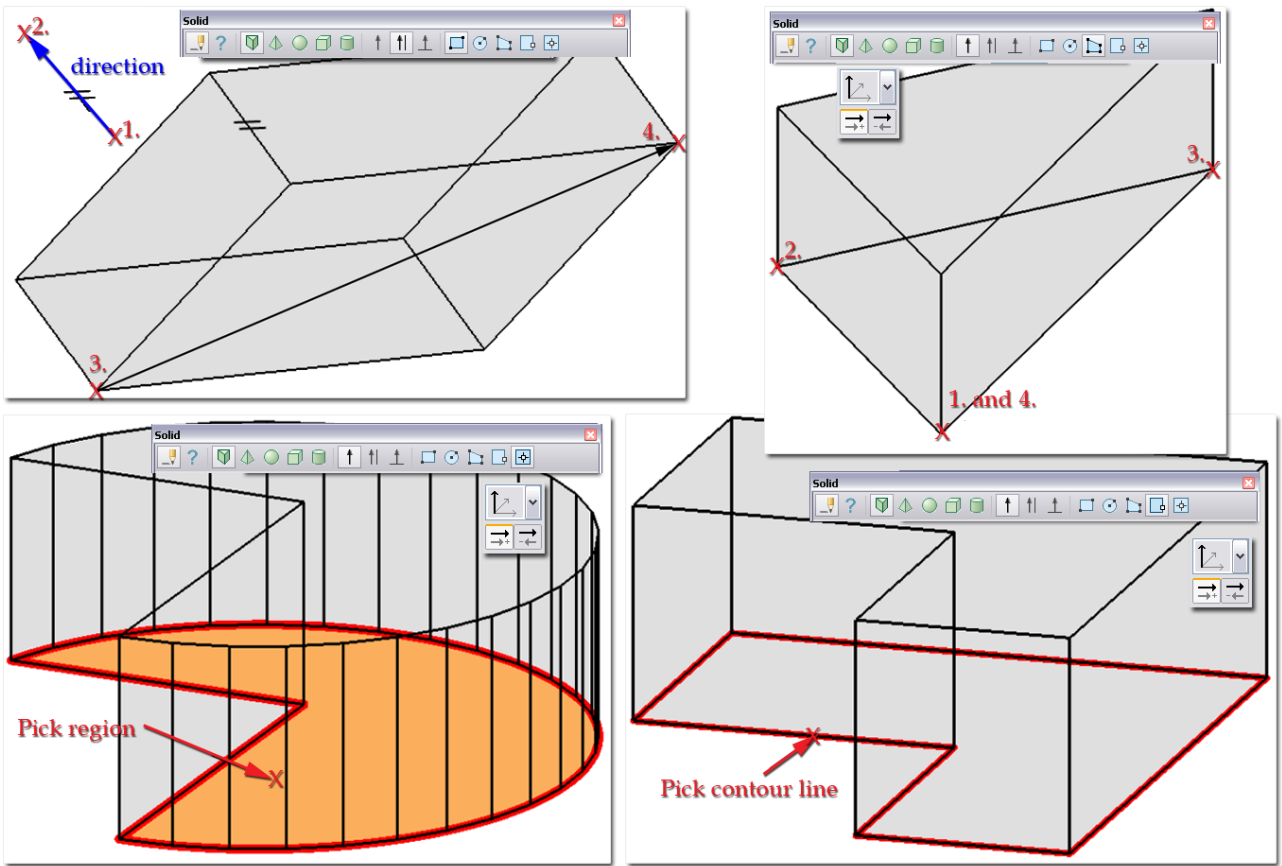 Solid
2.
direction
1.
4.
3.
Solid
3.
2.
1. and 4.
Solid
Pick region
Solid
Pick contour line